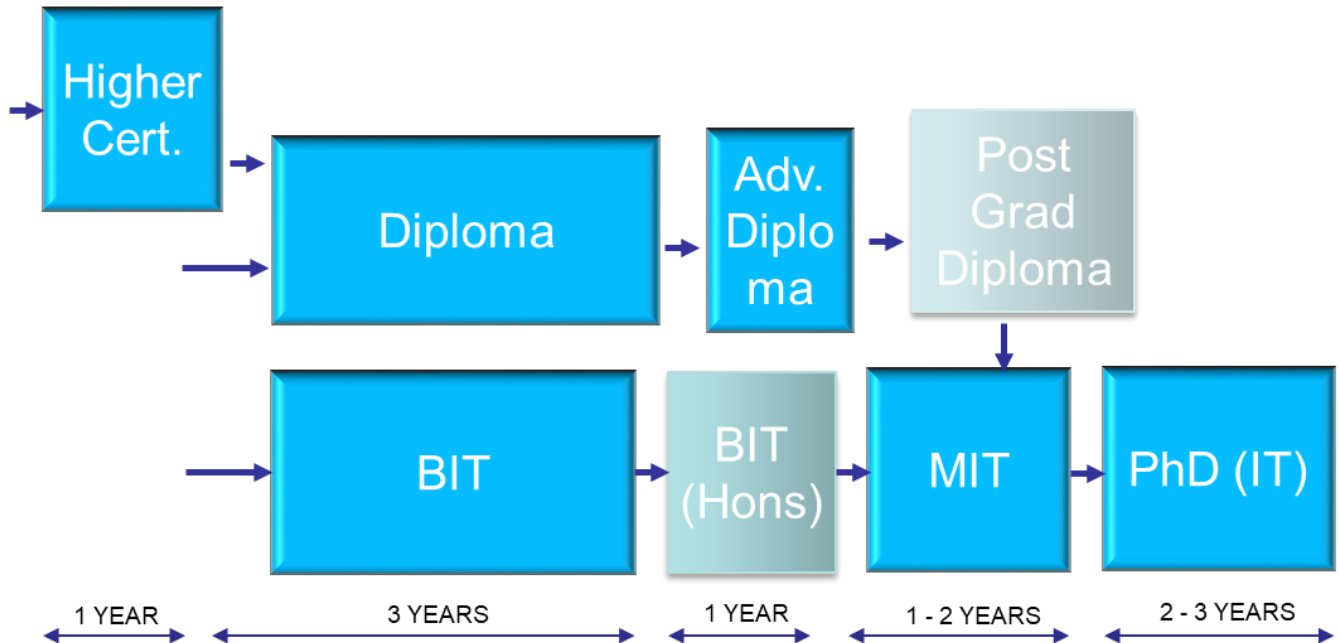 Higher
Cert.
Diploma
Adv.
Diplo
ma
Post
Grad
Diploma
BIT
BIT
(Hons)
MIT
PhD (IT)
1 YEAR
3 YEARS
1 YEAR
1 - 2 YEARS
2 - 3 YEARS